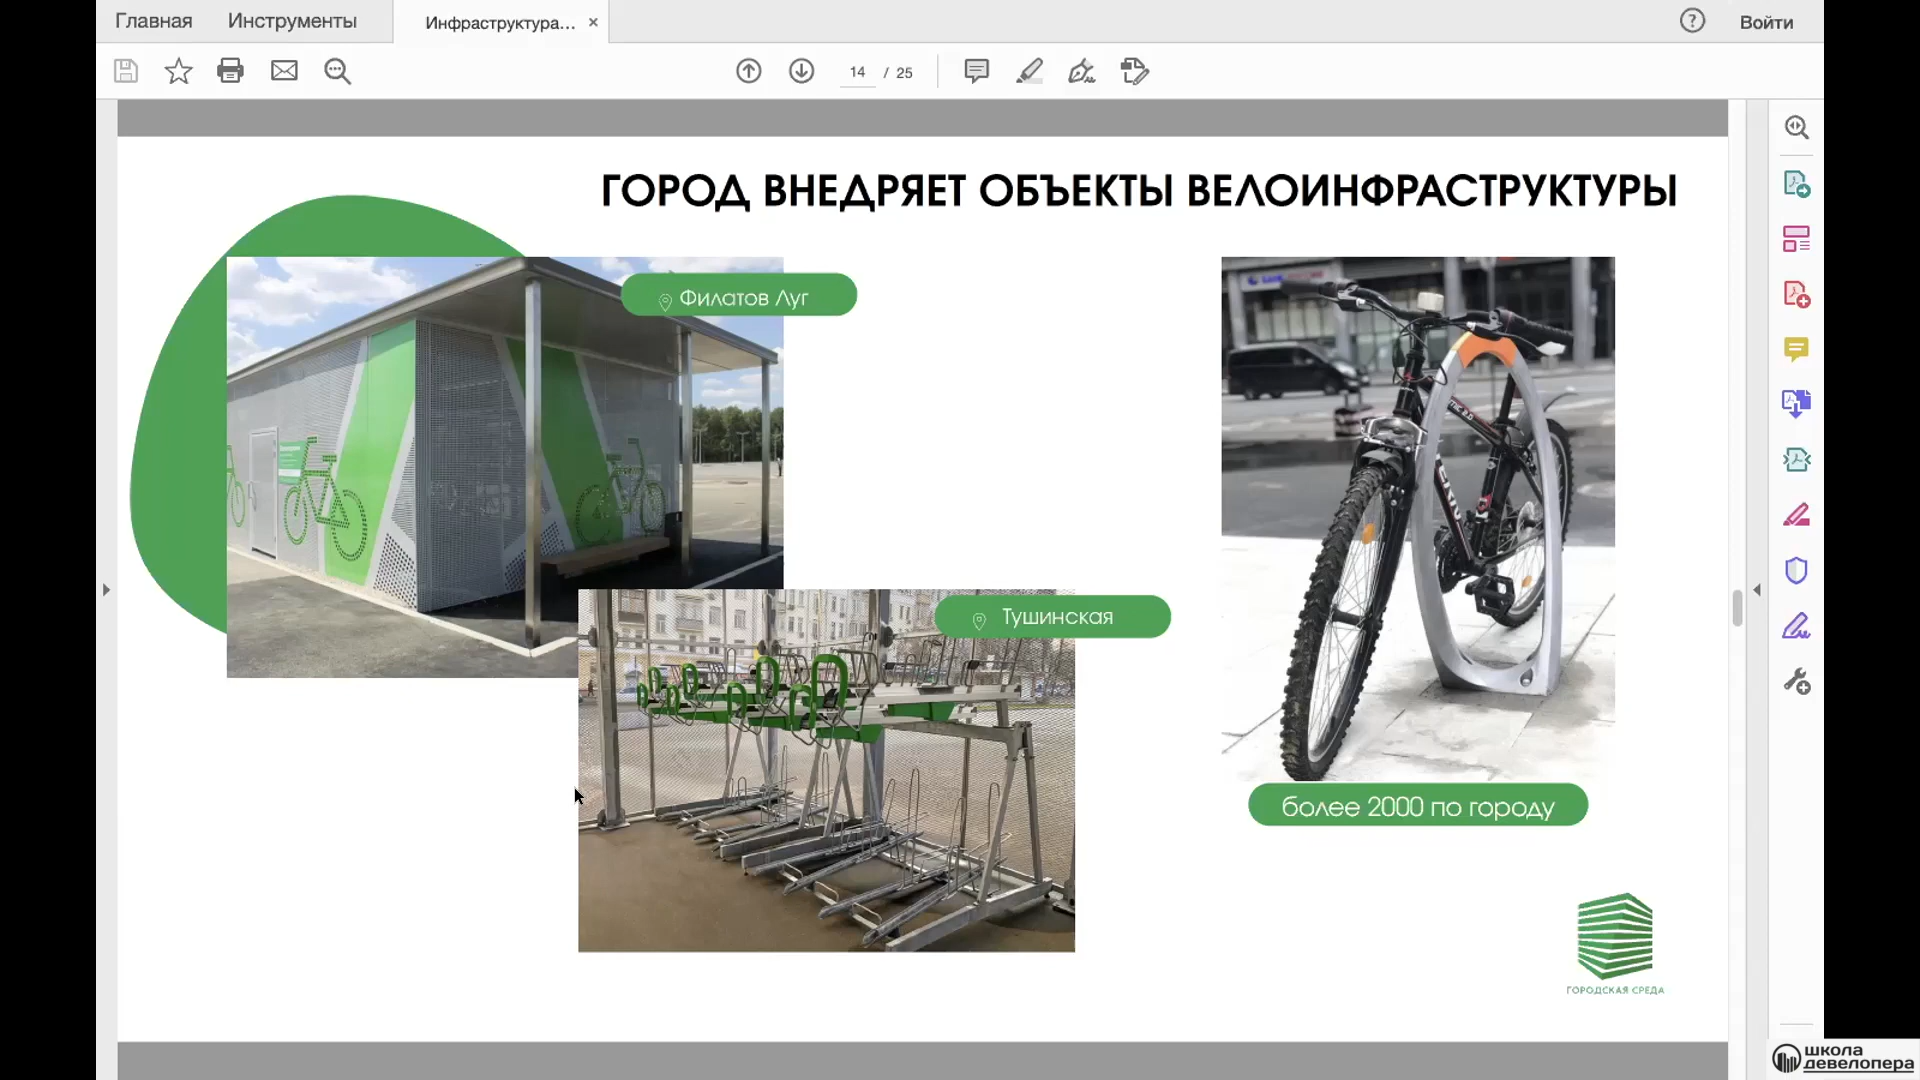 Главная
Инструменты
Инфраструктура...
Войти
14 / 25
ГОРОД ВНЕДРЯЕТ ОБЪЕКТЫ ВЕЛОИНФРАСТРУКТУРЫ
Филатов Луг
Тушинская
более 2000 по городу
ГОРОДСКАЯ СРЕДА
школа
девелопера